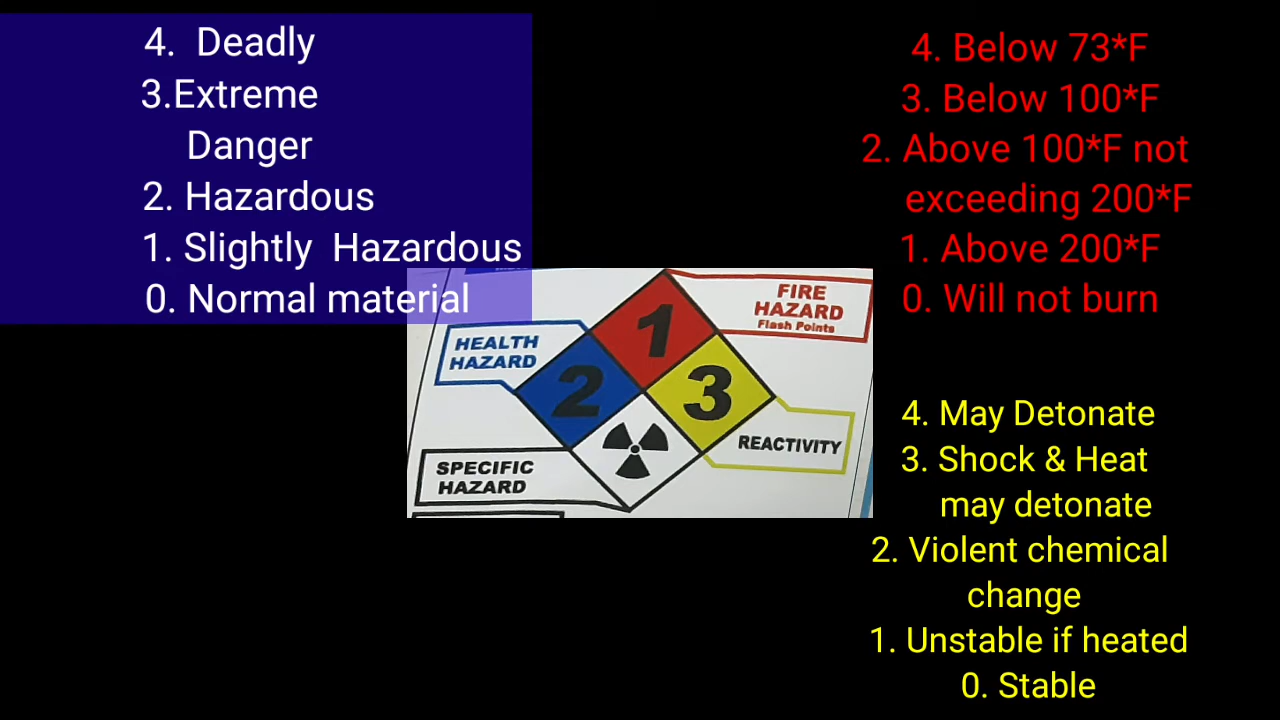 4. Deadly
3.Extreme
Danger
2. Hazardous
1. Slightly Hazardous
0. Normal material
4. Below 73*F
3. Below 100*F
2. Above 100*F not
exceeding 200*F
1. Above 200*F
0. Will not burn
HEALTH
HAZARD
2
1
FIRE
HAZARD
Flash Points
3
REACTIVITY
SPECIFIC
HAZARD
4. May Detonate
3. Shock & Heat
may detonate
2. Violent chemical
change
1. Unstable if heated
0. Stable